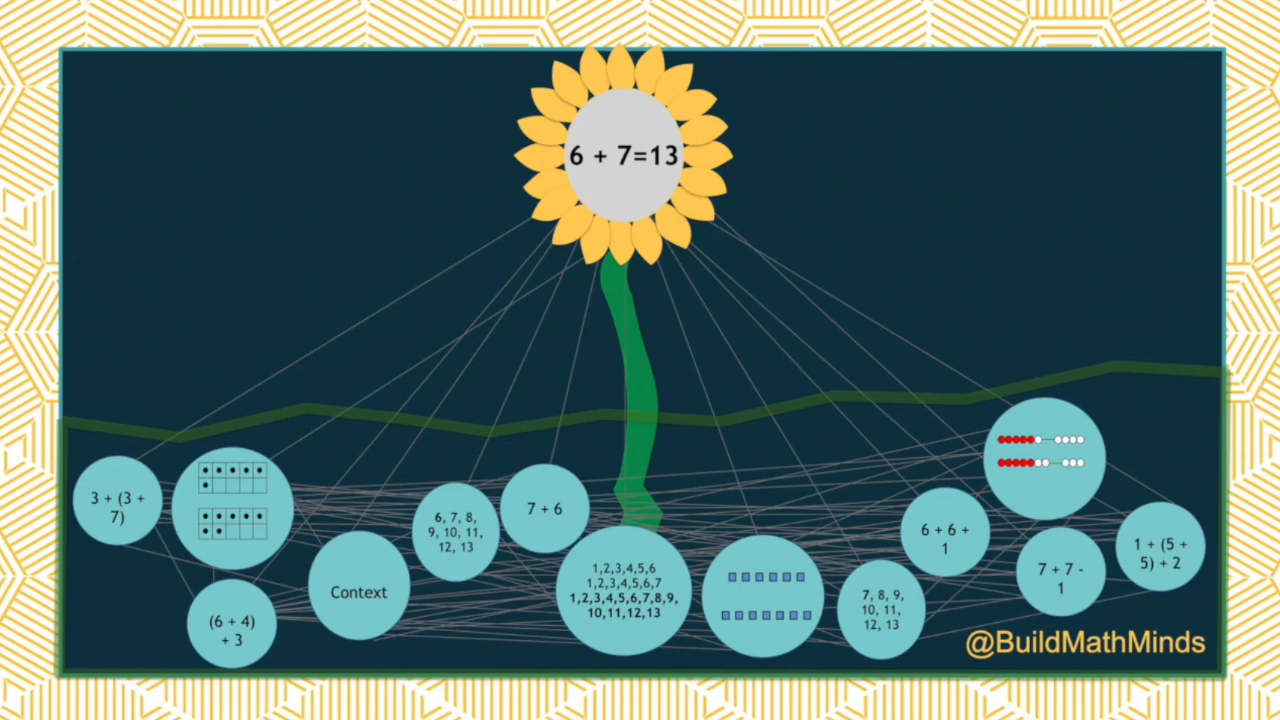 6 + 7=13
3 + (3 +
7)
(6 + 4)
+ 3
Context
6, 7, 8,
9, 10, 11,
12, 13
7 + 6
1,2,3,4,5,6
1,2,3,4,5,6,7
1,2,3,4,5,6,7,8,9,
10,11,12,13
7, 8, 9,
10, 11,
12, 13
6 + 6 +
1
7 + 7 -
1
1 + (5 +
5) + 2
@BuildMathMinds